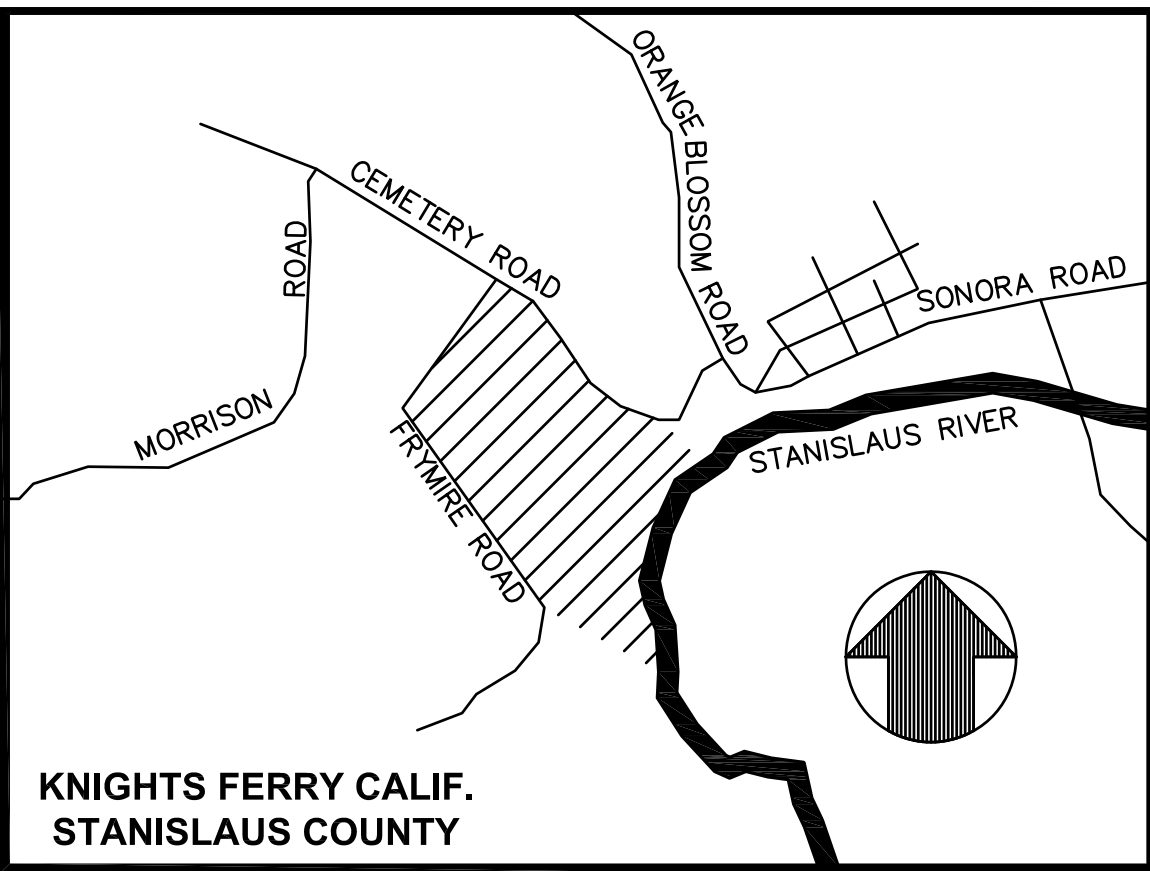 ORANGE BLOSSOM ROAD
CEMETERY ROAD
ROAD
MORRISON
SONORA ROAD
STANISLAUS RIVER
FRYMIRE ROAD
KNIGHTS FERRY CALIF.
STANISLAUS COUNTY